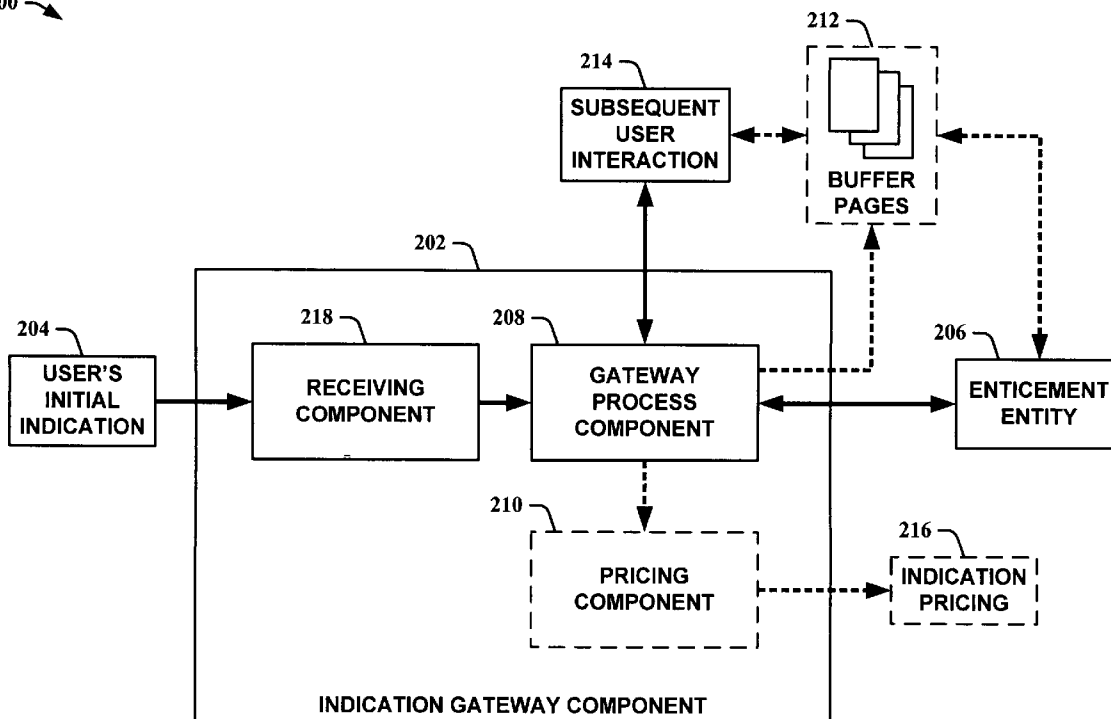 212
214
SUBSEQUENT
USER
INTERACTION
BUFFER
PAGES
202
204
218
208
206
USER'S
INITIAL
INDICATION
RECEIVING
COMPONENT
GATEWAY
PROCESS
COMPONENT
ENTICEMENT
ENTITY
210
216
PRICING
COMPONENT
INDICATION
PRICING
INDICATION GATEWAY COMPONENT